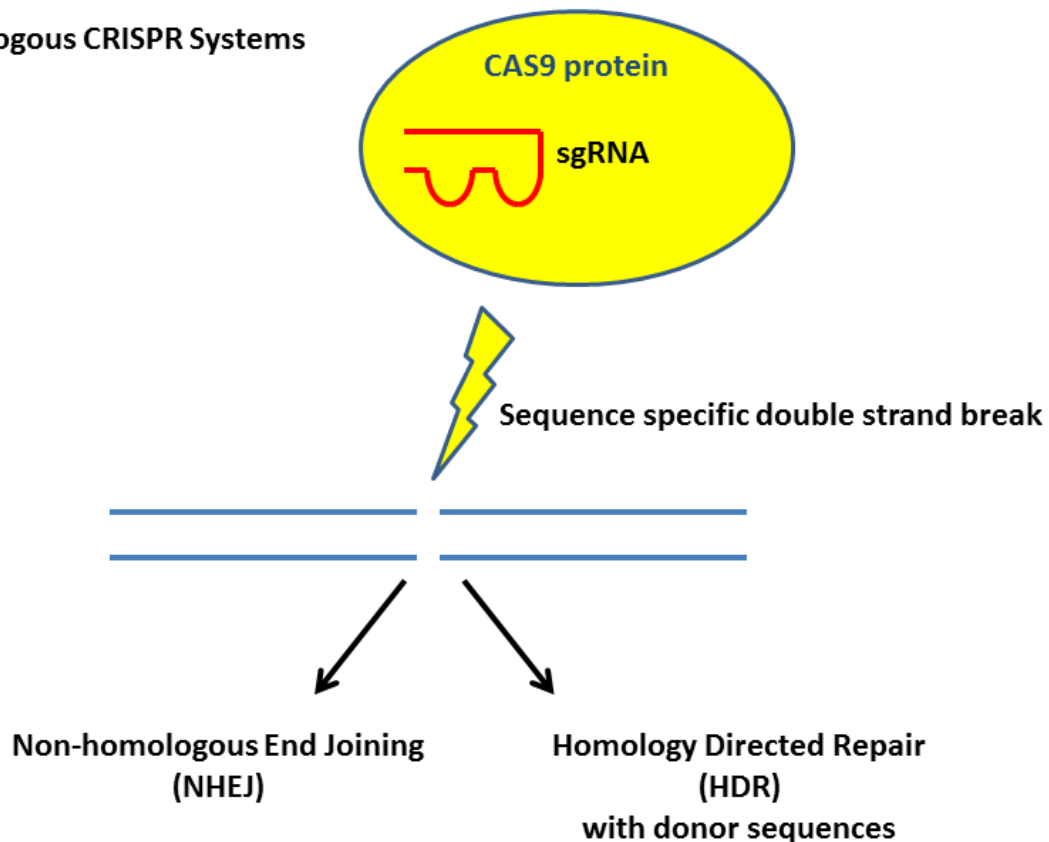 ogous CRISPR Systems
CAS9 protein
sgRNA
Sequence specific double strand break
Non-homologous End Joining
(NHEJ)
Homology Directed Repair
(HDR)
with donor sequences